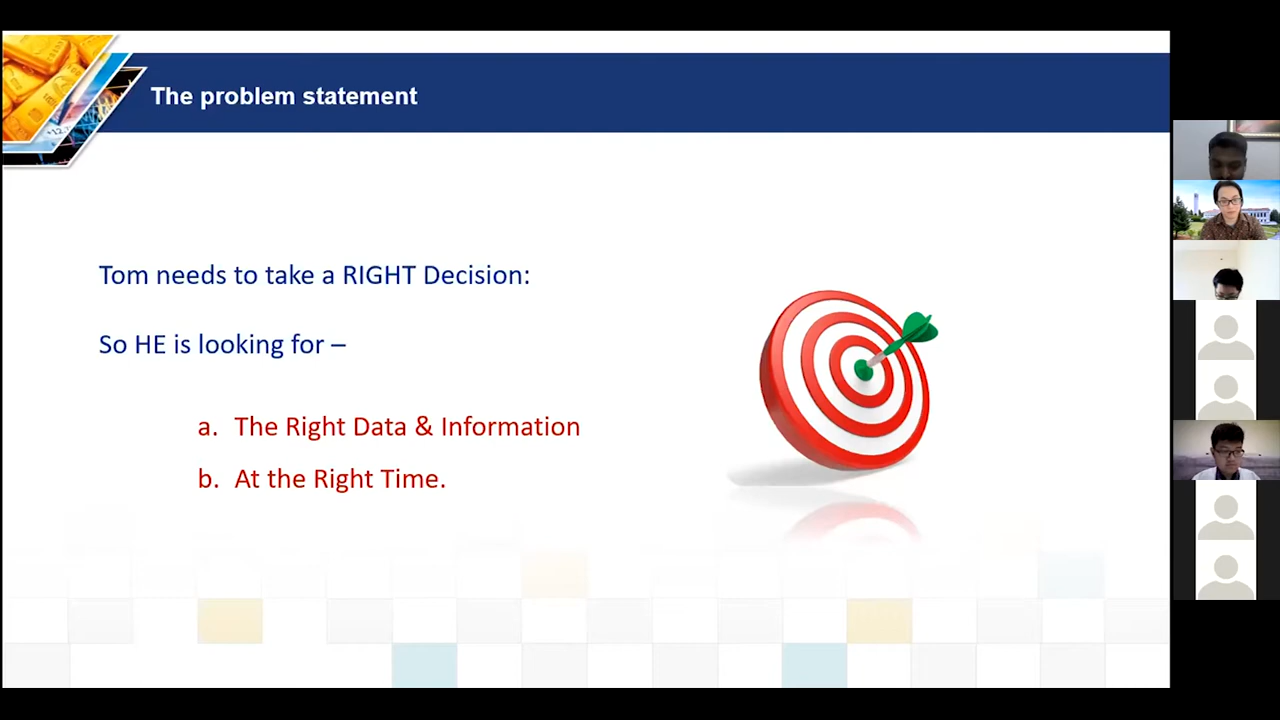 The problem statement
Tom needs to take a RIGHT Decision:
So HE is looking for –
a. The Right Data & Information
b. At the Right Time.